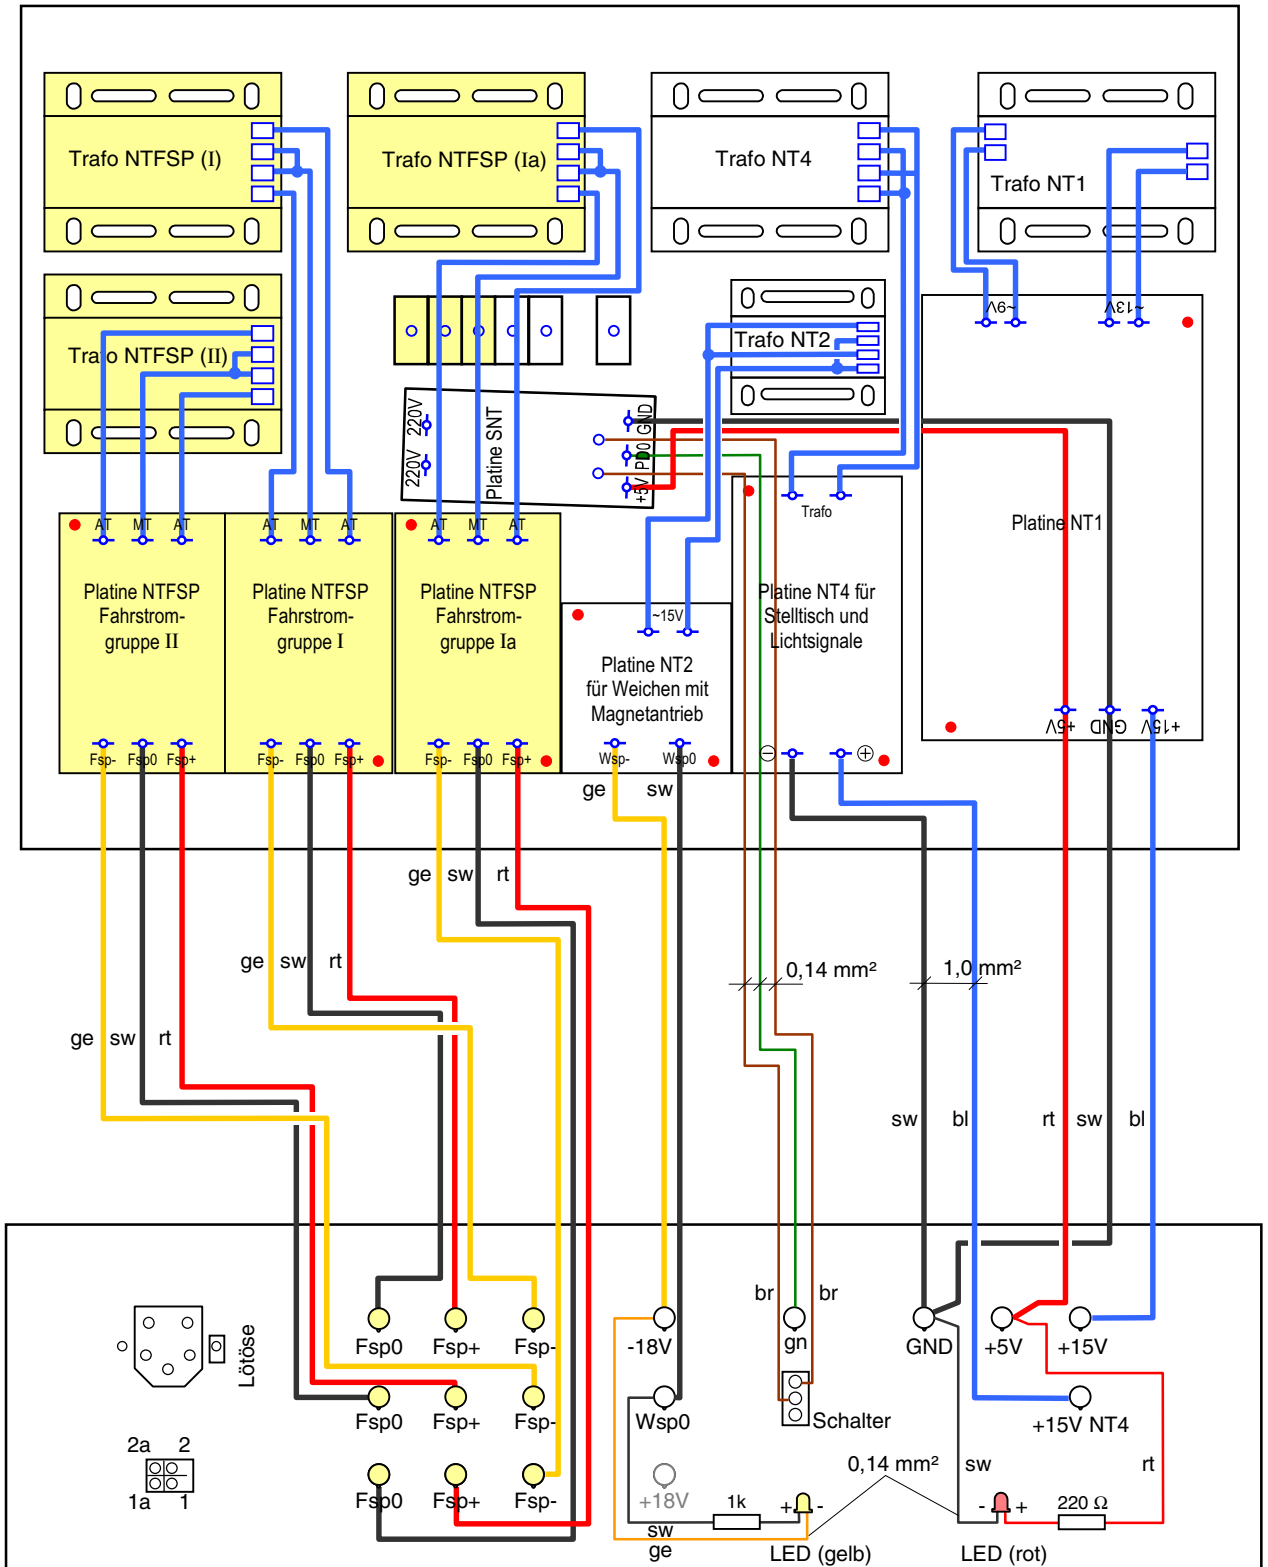 Trafo NTFSP (I)
Trafo NTFSP (Ia)
Trafo NT4
Trafo NT1
Trafo NTFSP (II)
Trafo NT2
~9V
~13V
220V
220V
Platine SNT
GND
PD0
+5V
Trafo
Platine NT1
AT MT AT
AT MT AT
AT MT AT
Platine NTFSP
Fahrstrom-
gruppe II
Platine NTFSP
Fahrstrom-
gruppe I
Platine NTFSP
Fahrstrom-
gruppe Ia
~15V
Platine NT2
für Weichen mit
Magnetantrieb
Platine NT4 für
Stelltisch und
Lichtsignale
+5V GND +15V
Fsp- Fsp0 Fsp+
Fsp- Fsp0 Fsp+
Fsp- Fsp0 Fsp+
Wsp- Wsp0
- +
ge sw
ge sw rt
ge sw rt
0,14 mm²
1,0 mm²
ge sw rt
sw bl rt sw bl
br br
Lötöse
Fsp0 Fsp+ Fsp-
-18V
gn
GND
+5V
+15V
Fsp0 Fsp+ Fsp-
Wsp0
Schalter
+15V NT4
2a 2
1a 1
Fsp0 Fsp+ Fsp-
+18V
0,14 mm²
sw
rt
1k
+ -
- +
220 Ω
sw
ge
LED (gelb)
LED (rot)